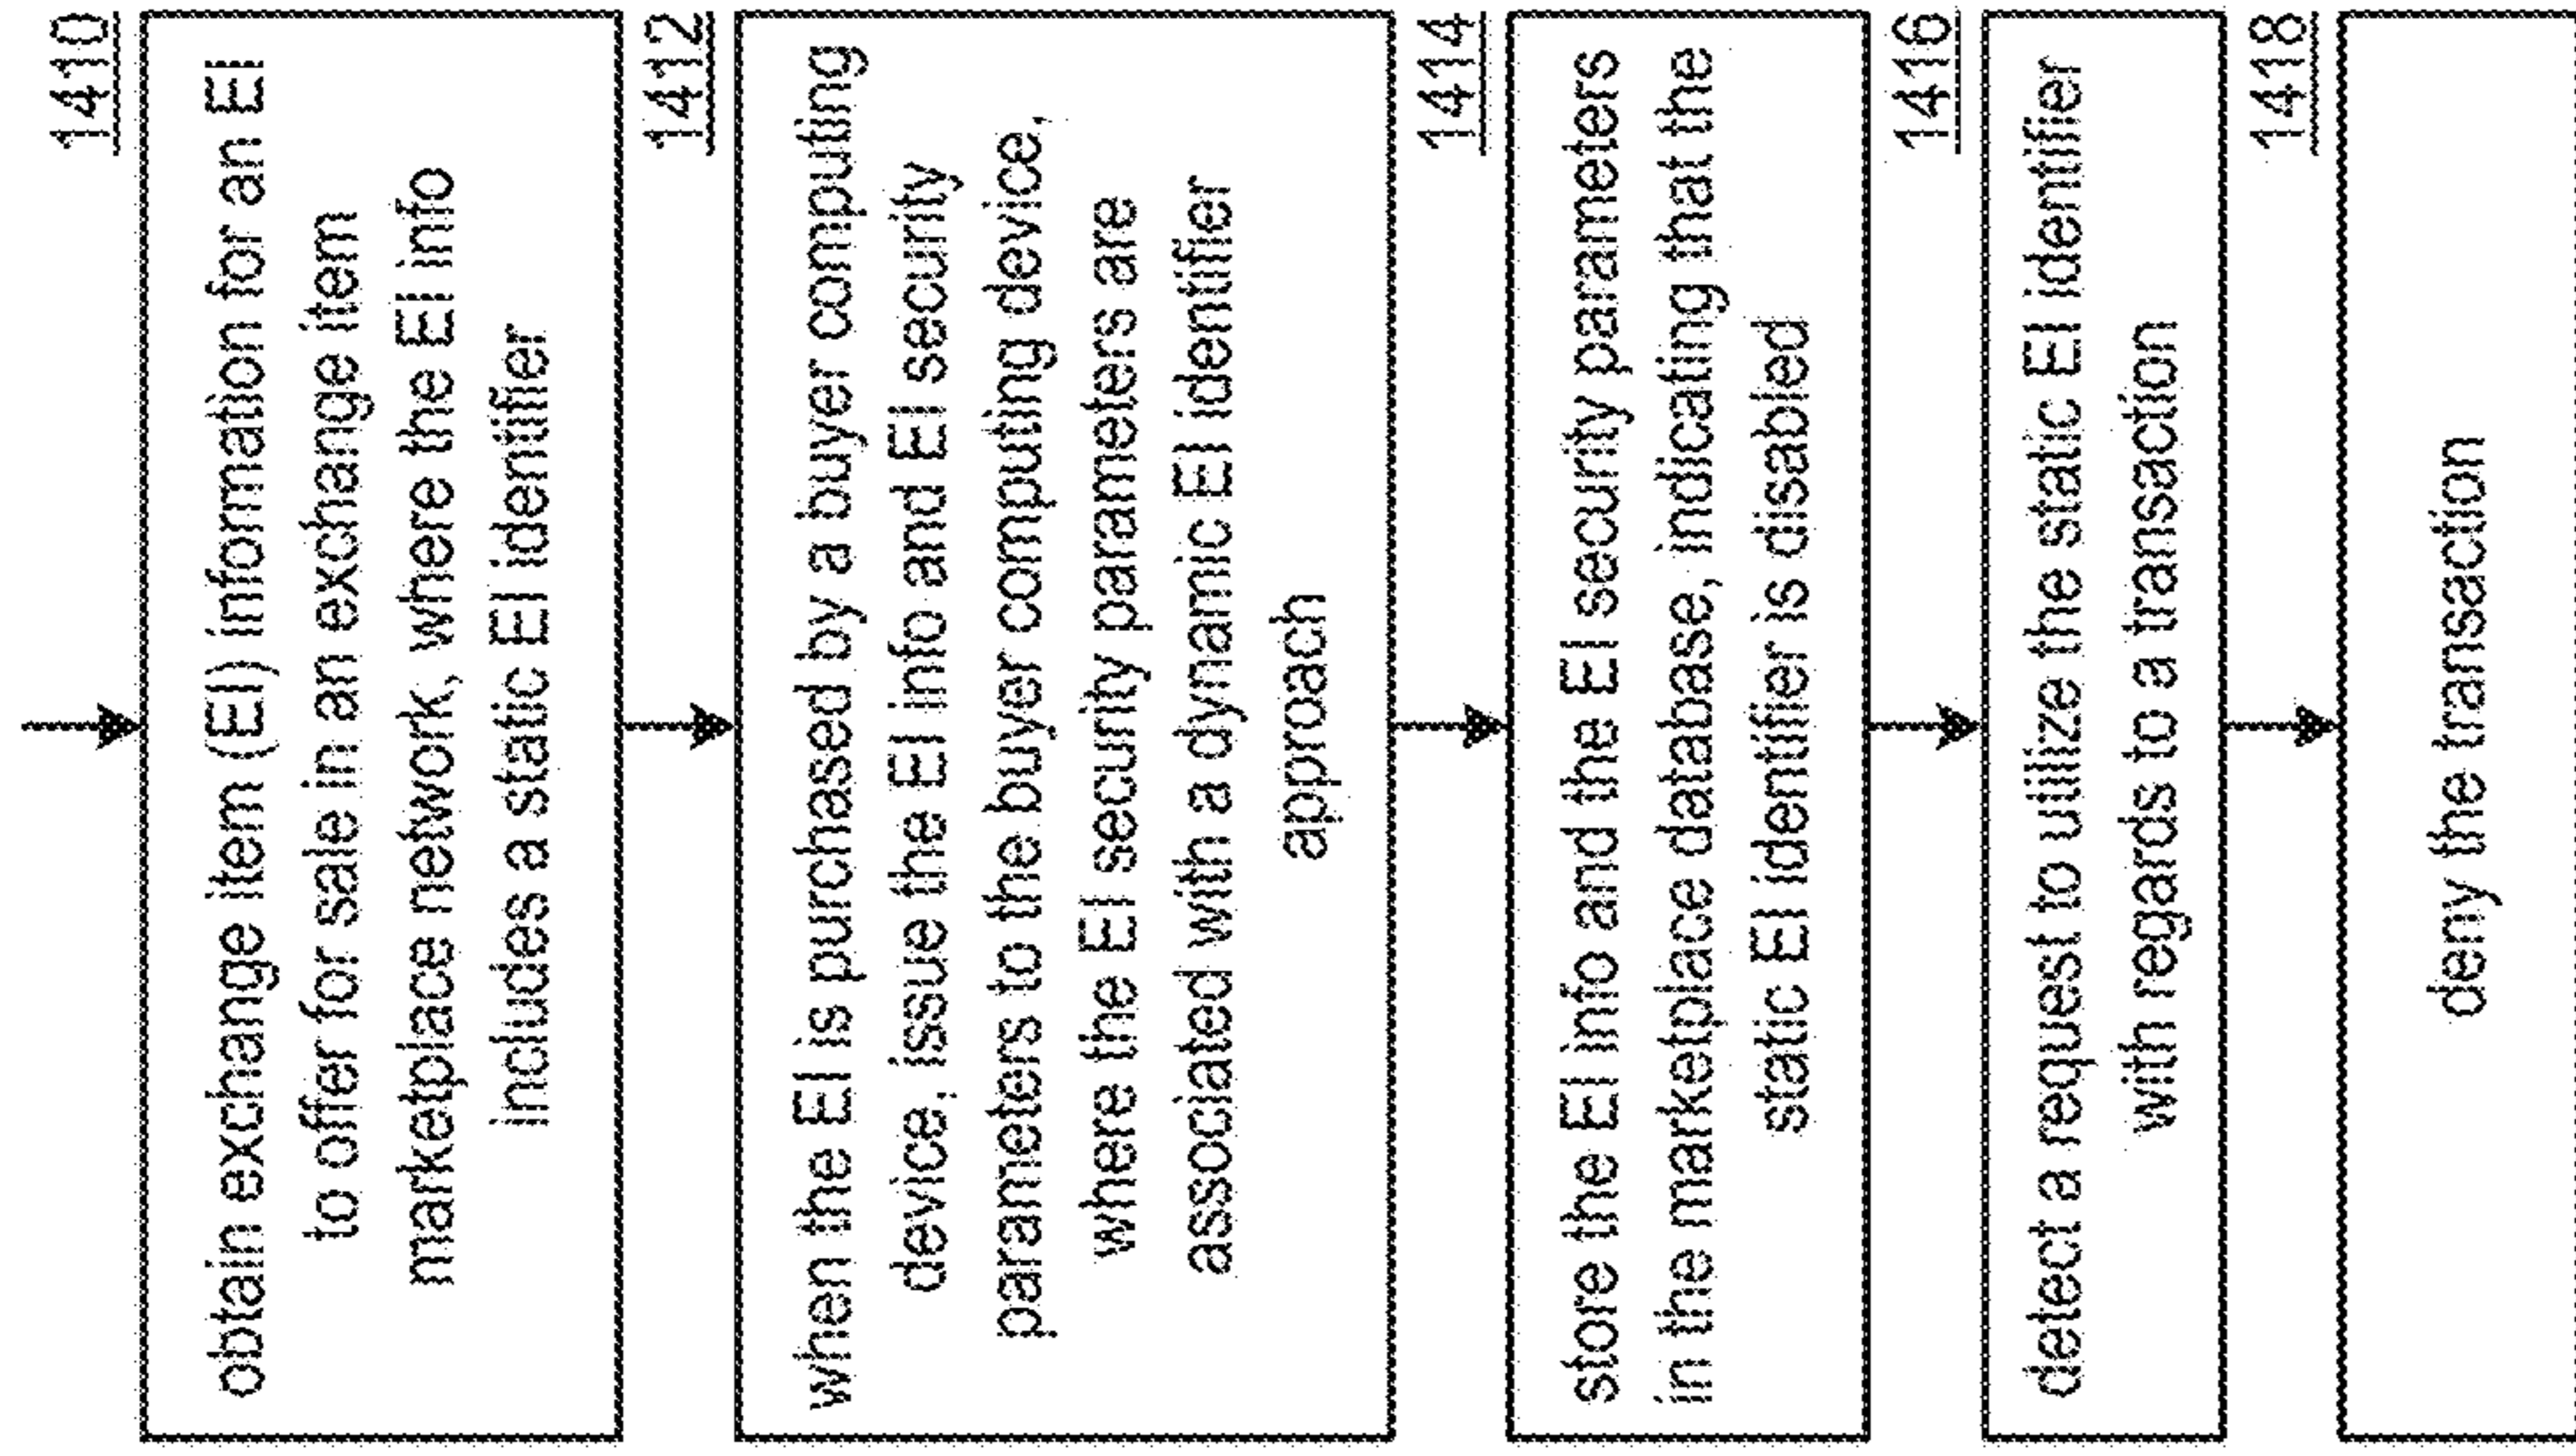 1410
obtain exchange item (EI) information for an EI
to offer for sale in an exchange item
marketplace network, where the EI info
includes a static EI identifier
1412
when the EI is purchased by a buyer computing
device, issue the EI info and EI security
parameters to the buyer computing device,
where the EI security parameters are
associated with a dynamic EI identifier
approach
1414
store the EI info and the EI security parameters
in the marketplace database, indicating that the
static EI identifier is disabled
1416
detect a request to utilize the static EI identifier
with regards to a transaction
1418
deny the transaction